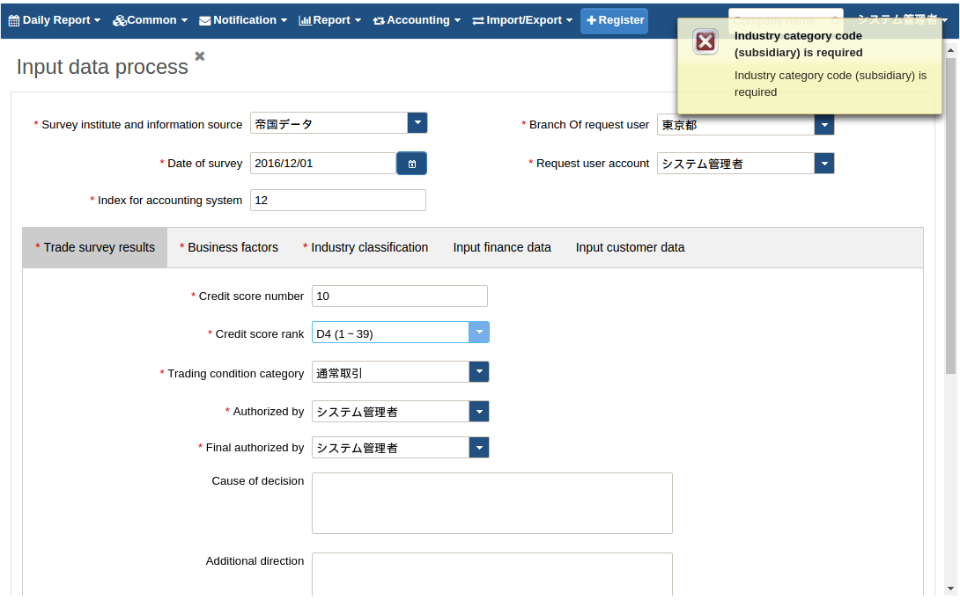 Daily Report Common Notification Report Accounting Import/Export Register システム管理者
Industry category code
(subsidiary) is required
Industry category code (subsidiary) is
required
Input data process
* Survey institute and information source 帝国データ
* Branch Of request user 東京都
* Date of survey 2016/12/01
* Request user account システム管理者
* Index for accounting system 12
* Trade survey results * Business factors * Industry classification Input finance data Input customer data
* Credit score number 10
* Credit score rank D4 (1 ~ 39)
* Trading condition category 通常取引
* Authorized by システム管理者
* Final authorized by システム管理者
Cause of decision
Additional direction